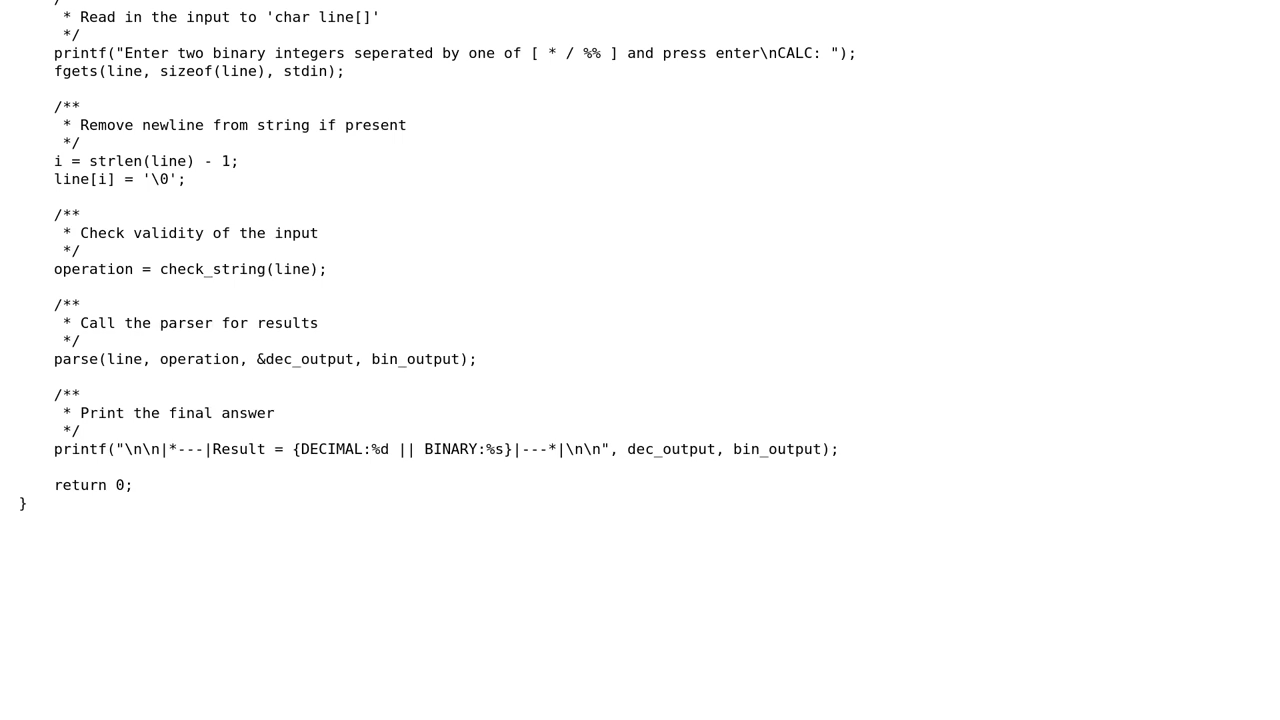 /
 * Read in the input to 'char line[]'
 */
printf("Enter two binary integers seperated by one of [ * / %% ] and press enter\nCALC: ");
fgets(line, sizeof(line), stdin);
/**
 * Remove newline from string if present
 */
i = strlen(line) - 1;
line[i] = '\0';
/**
 * Check validity of the input
 */
operation = check_string(line);
/**
 * Call the parser for results
 */
parse(line, operation, &dec_output, bin_output);
/**
 * Print the final answer
 */
printf("\n\n|*---|Result = {DECIMAL:%d || BINARY:%s}|---*|\n\n", dec_output, bin_output);
return 0;
}